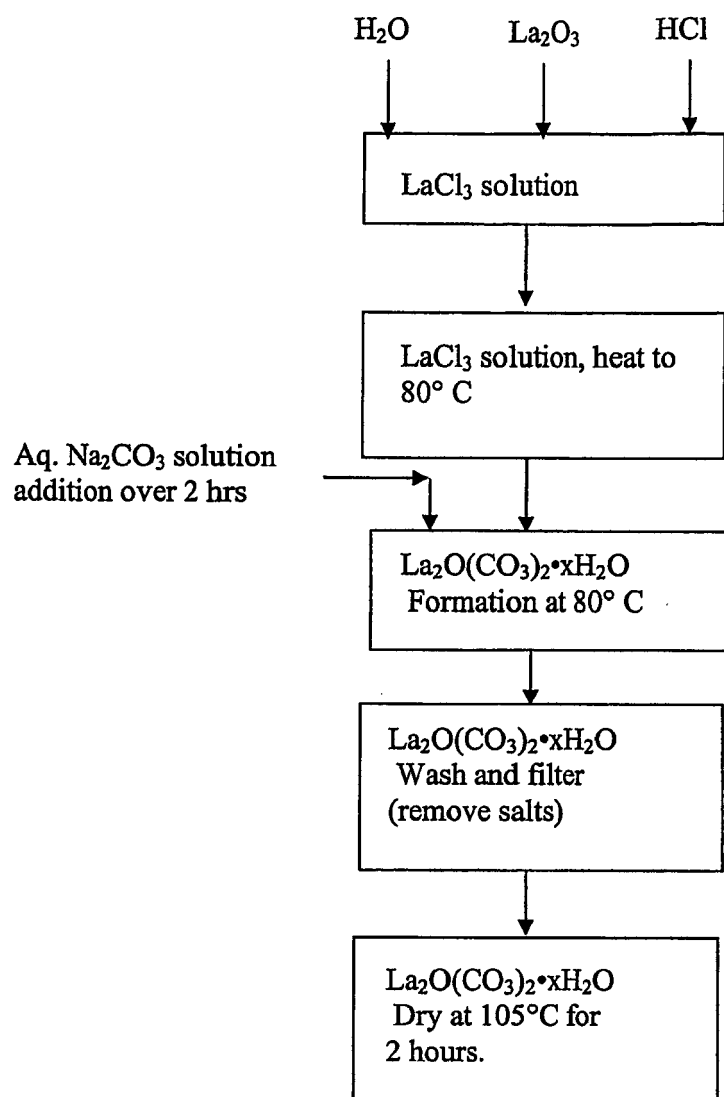 H₂O La₂O₃ HCl
LaCl₃ solution
LaCl₃ solution, heat to
80° C
Aq. Na₂CO₃ solution
addition over 2 hrs
La₂O(CO₃)₂•xH₂O
Formation at 80° C
La₂O(CO₃)₂•xH₂O
Wash and filter
(remove salts)
La₂O(CO₃)₂•xH₂O
Dry at 105°C for
2 hours.